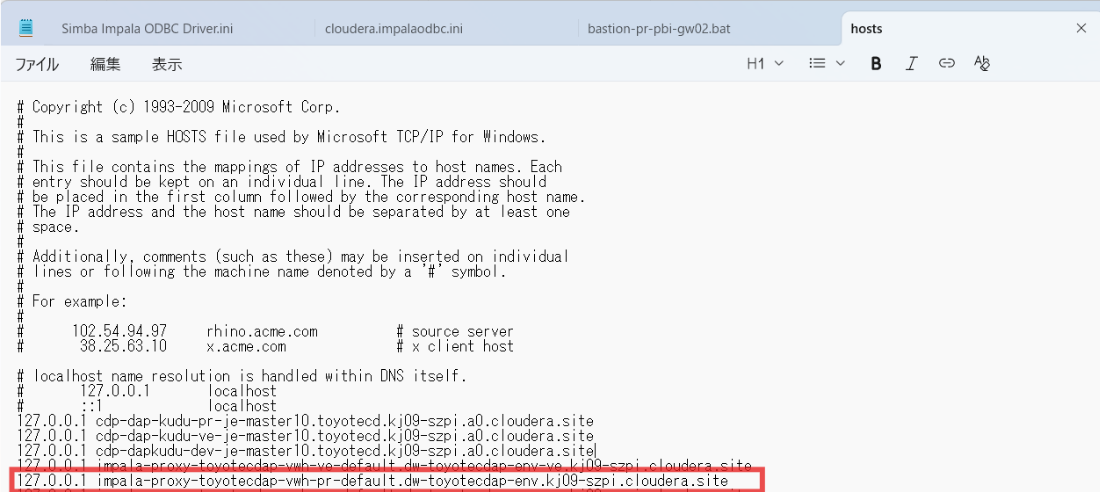 Simba Impala ODBC Driver.ini
cloudera.impalaodbc.ini
bastion-pr-pbi-gw02.bat
hosts
ファイル 編集 表示
H1 B I
# Copyright (c) 1993-2009 Microsoft Corp.
#
# This is a sample HOSTS file used by Microsoft TCP/IP for Windows.
#
# This file contains the mappings of IP addresses to host names. Each
# entry should be kept on an individual line. The IP address should
# be placed in the first column followed by the corresponding host name.
# The IP address and the host name should be separated by at least one
# space.
#
# Additionally, comments (such as these) may be inserted on individual
# lines or following the machine name denoted by a '#' symbol.
#
# For example:
#
#      102.54.94.97     rhino.acme.com          # source server
#       38.25.63.10     x.acme.com              # x client host

# localhost name resolution is handled within DNS itself.
#       127.0.0.1       localhost
#       ::1             localhost
127.0.0.1 cdp-dap-kudu-pr-je-master10.toyotecd.kj09-szpi.a0.cloudera.site
127.0.0.1 cdp-dap-kudu-ve-je-master10.toyotecd.kj09-szpi.a0.cloudera.site
127.0.0.1 cdp-dapkudu-dev-je-master10.toyotecd.kj09-szpi.a0.cloudera.site
127.0.0.1 impala-proxy-toyotecdap-vwh-ve-default.dw-toyotecdap-env-ve.kj09-szpi.cloudera.site
127.0.0.1 impala-proxy-toyotecdap-vwh-pr-default.dw-toyotecdap-env.kj09-szpi.cloudera.site